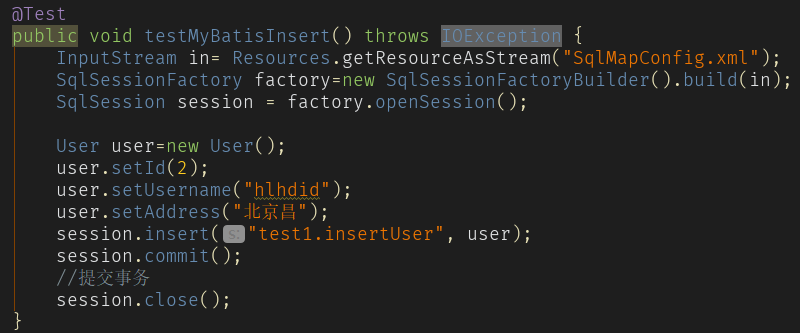 @Test
public void testMyBatisInsert() throws IOException {
InputStream in= Resources.getResourceAsStream("SqlMapConfig.xml");
SqlSessionFactory factory=new SqlSessionFactoryBuilder().build(in);
SqlSession session = factory.openSession();
User user=new User();
user.setId(2);
user.setUsername("hlhdid");
user.setAddress("北京昌");
session.insert( s: "test1.insertUser", user);
session.commit();
//提交事务
session.close();
}